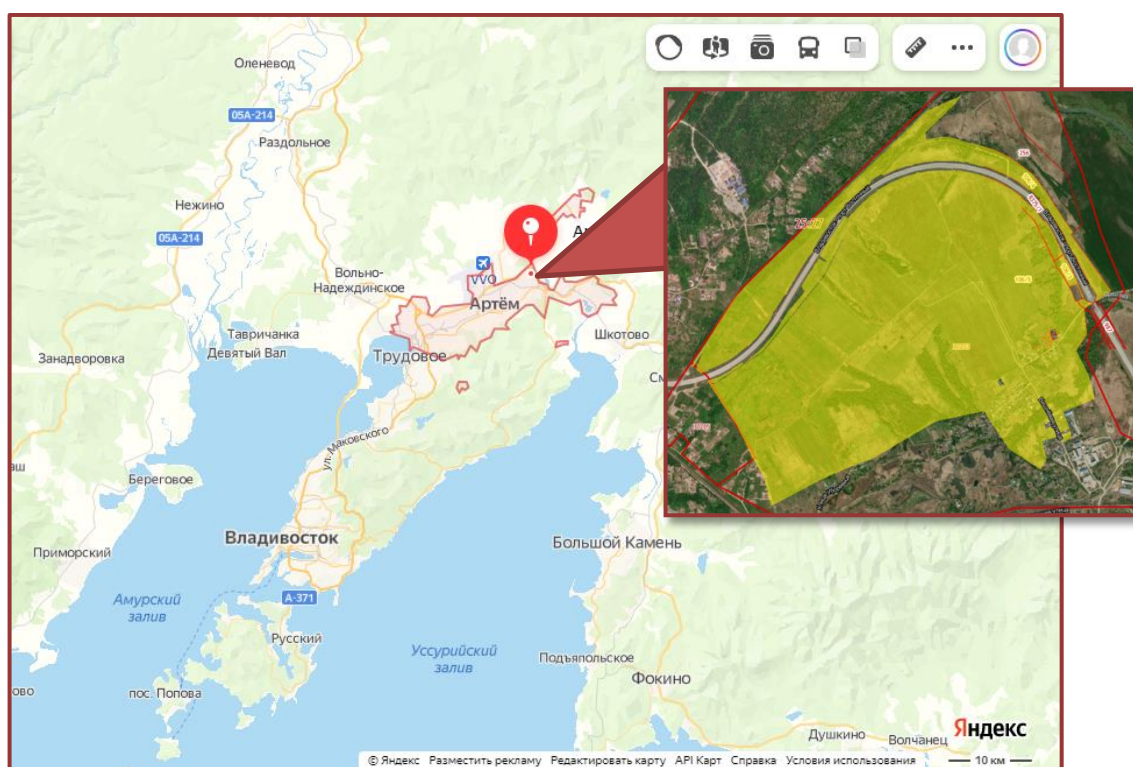 Оленевод
05А-214
Раздольное
Нежино
05А-214
Вольно-
Надеждинское
VVO
Артём
Тавричанка
Девятый Вал
Занадворовка
Трудовое
Шкотово
ул. Маковского
Береговое
Владивосток
Большой Камень
Приморский
А-371
Амурский
залив
Русский
Уссурийский
залив
Подъяпольское
Фокино
пос. Попова
Душкино
Волчанец
Яндекс
© Яндекс Разместить рекламу Редактировать карту API Карт Справка Условия использования
10 км